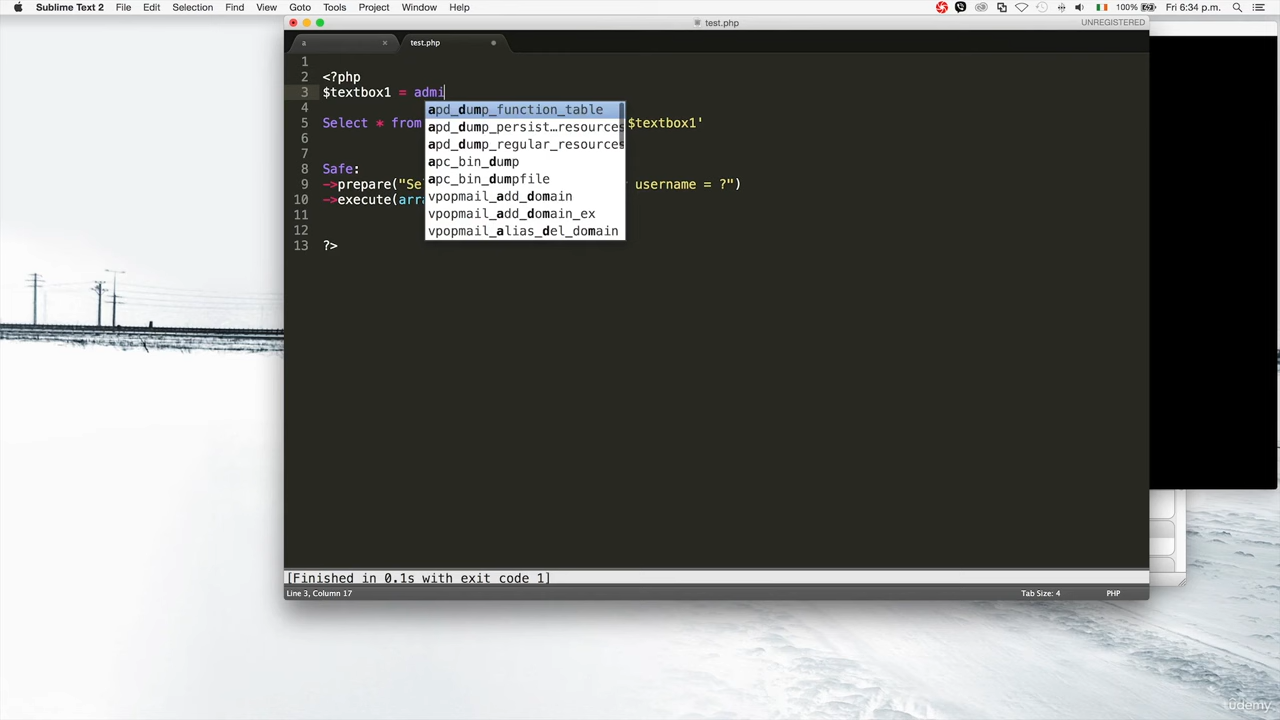 Sublime Text 2 File Edit Selection Find View Goto Tools Project Window Help 100% Fri 6:34 p.m.
test.php UNREGISTERED
a × test.php
1
2 <?php
3 $textbox1 = admi
4 apd_dump_function_table
5 Select * from $textbox1'
apd_dump_persist…resources
6 apd_dump_regular_resources
7 apc_bin_dump
8 Safe:
apc_bin_dumpfile
9 ->prepare("Se username = ?")
vpopmail_add_domain
10 ->execute(arr
11 vpopmail_add_domain_ex
12 vpopmail_alias_del_domain
13 ?>
[Finished in 0.1s with exit code 1]
Line 3, Column 17 Tab Size: 4 PHP
udemy